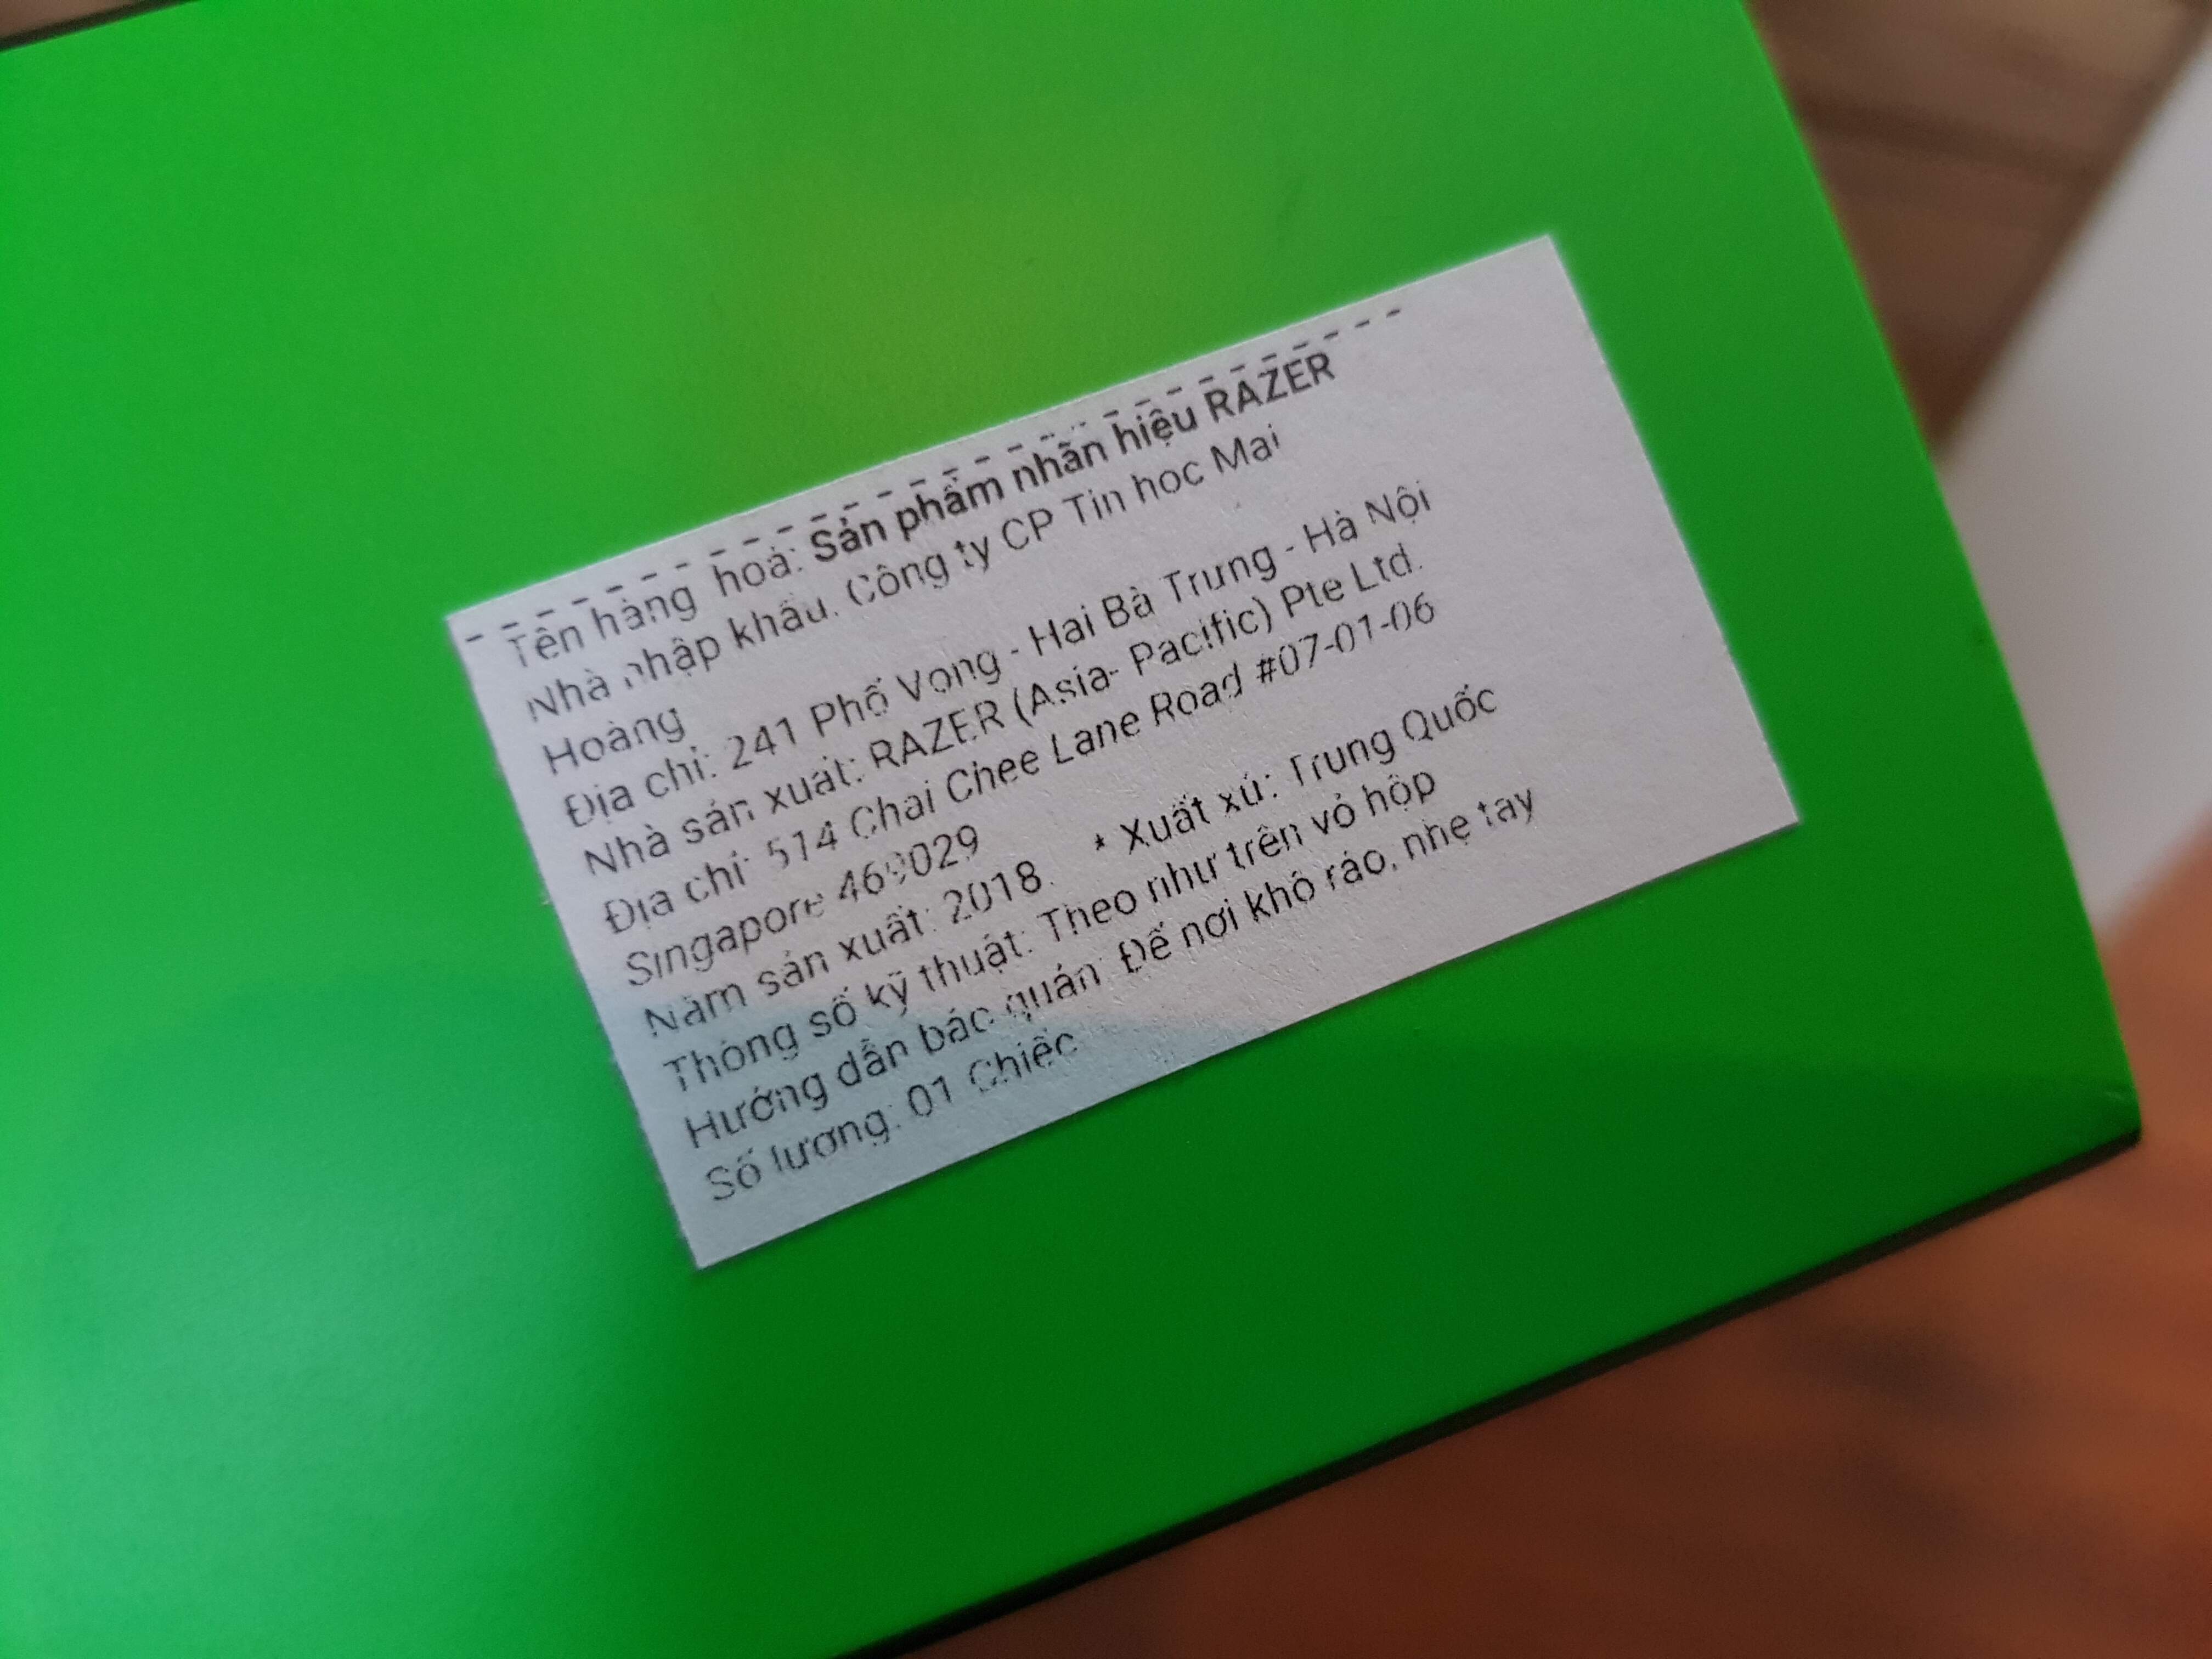 Tên hàng hoá: Sản phẩm nhãn hiệu RAZER
Nhà nhập khẩu: Công ty CP Tin học Mai
Hoàng
Địa chỉ: 241 Phố Vọng - Hai Bà Trưng - Hà Nội
Nhà sản xuất: RAZER (Asia- Pacific) Pte Ltd.
Địa chỉ: 514 Chai Chee Lane Road #07-01-06
Singapore 469029
Năm sản xuất: 2018. * Xuất xứ: Trung Quốc
Thông số kỹ thuật: Theo như trên vỏ hộp
Hướng dẫn bảo quản: Để nơi khô ráo, nhẹ tay
Số lượng: 01 Chiếc